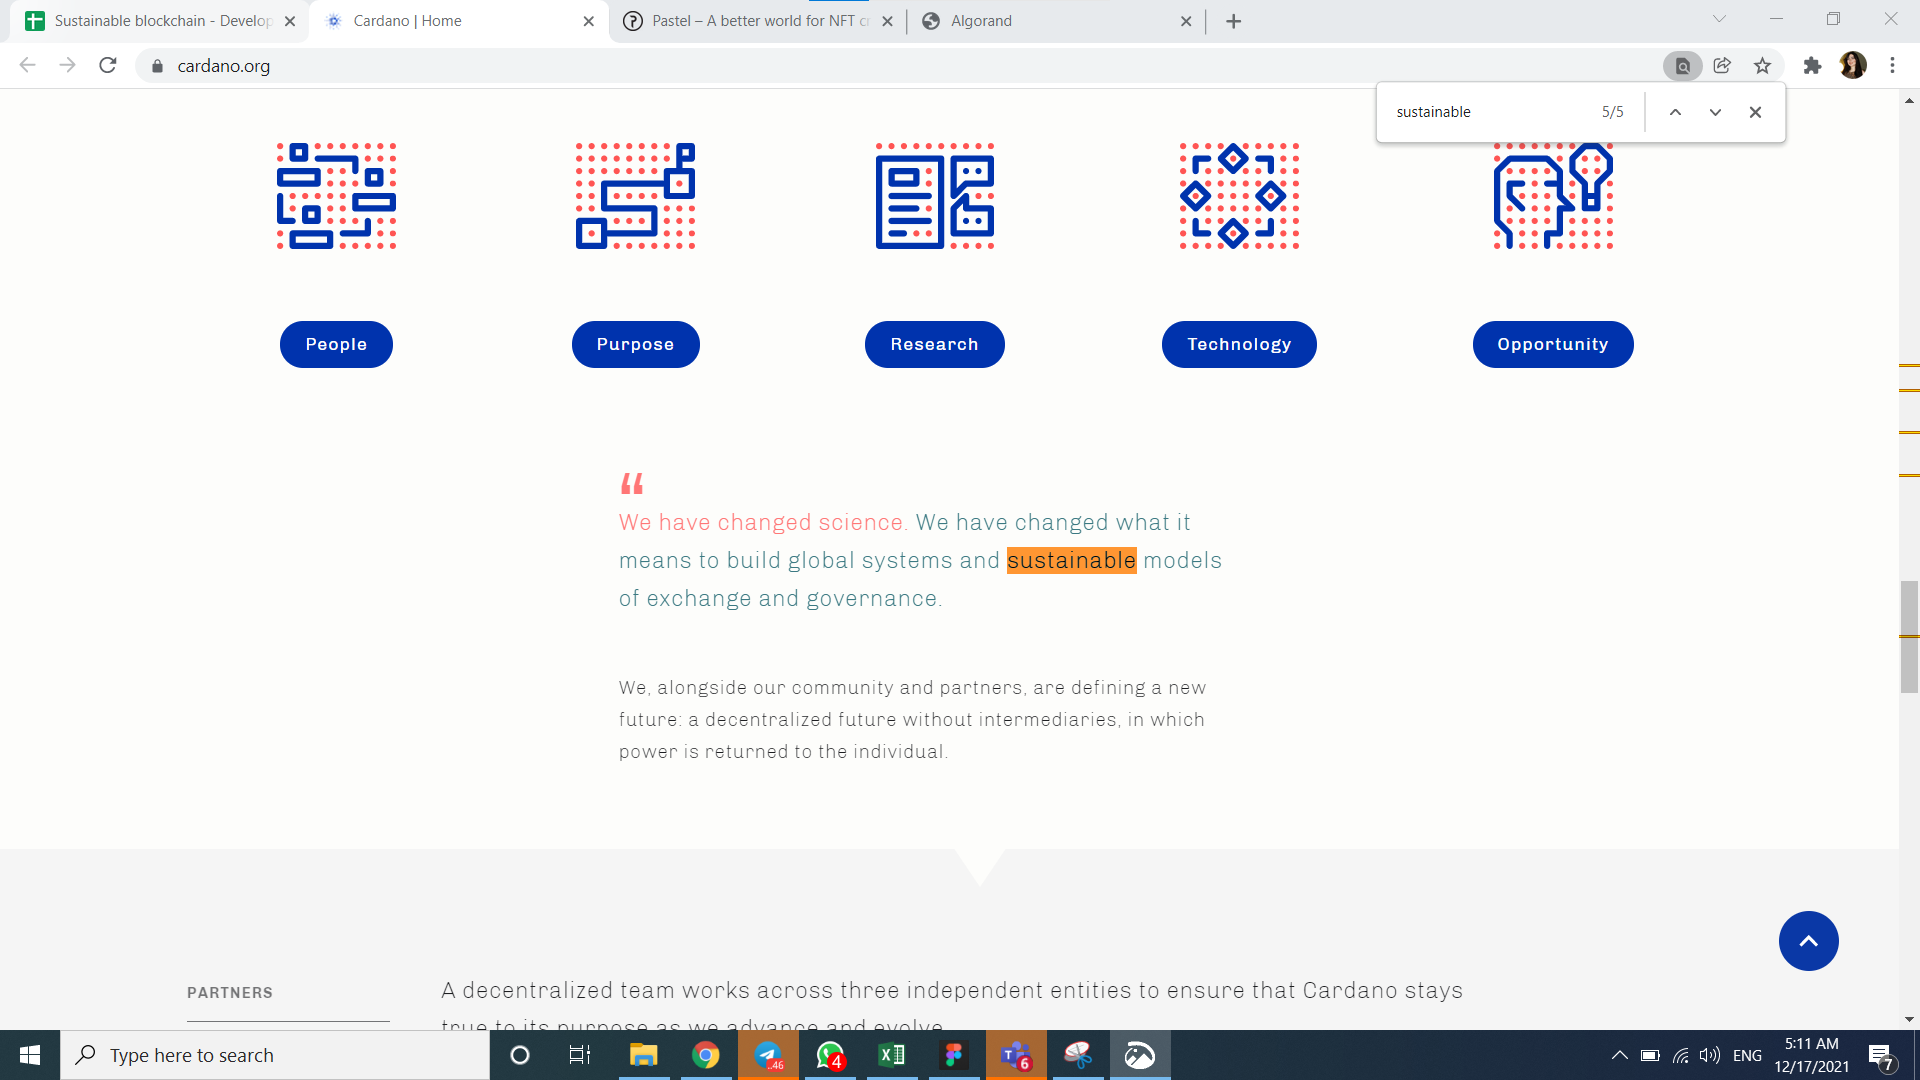 Sustainable blockchain - Develop
Cardano | Home
Pastel – A better world for NFT cr
Algorand
cardano.org
sustainable 5/5
People
Purpose
Research
Technology
Opportunity
“
We have changed science. We have changed what it
means to build global systems and sustainable models
of exchange and governance.
We, alongside our community and partners, are defining a new
future: a decentralized future without intermediaries, in which
power is returned to the individual.
PARTNERS
A decentralized team works across three independent entities to ensure that Cardano stays
true to its purpose as we advance and evolve.
Type here to search
..46
4
6
ENG
5:11 AM
12/17/2021
7